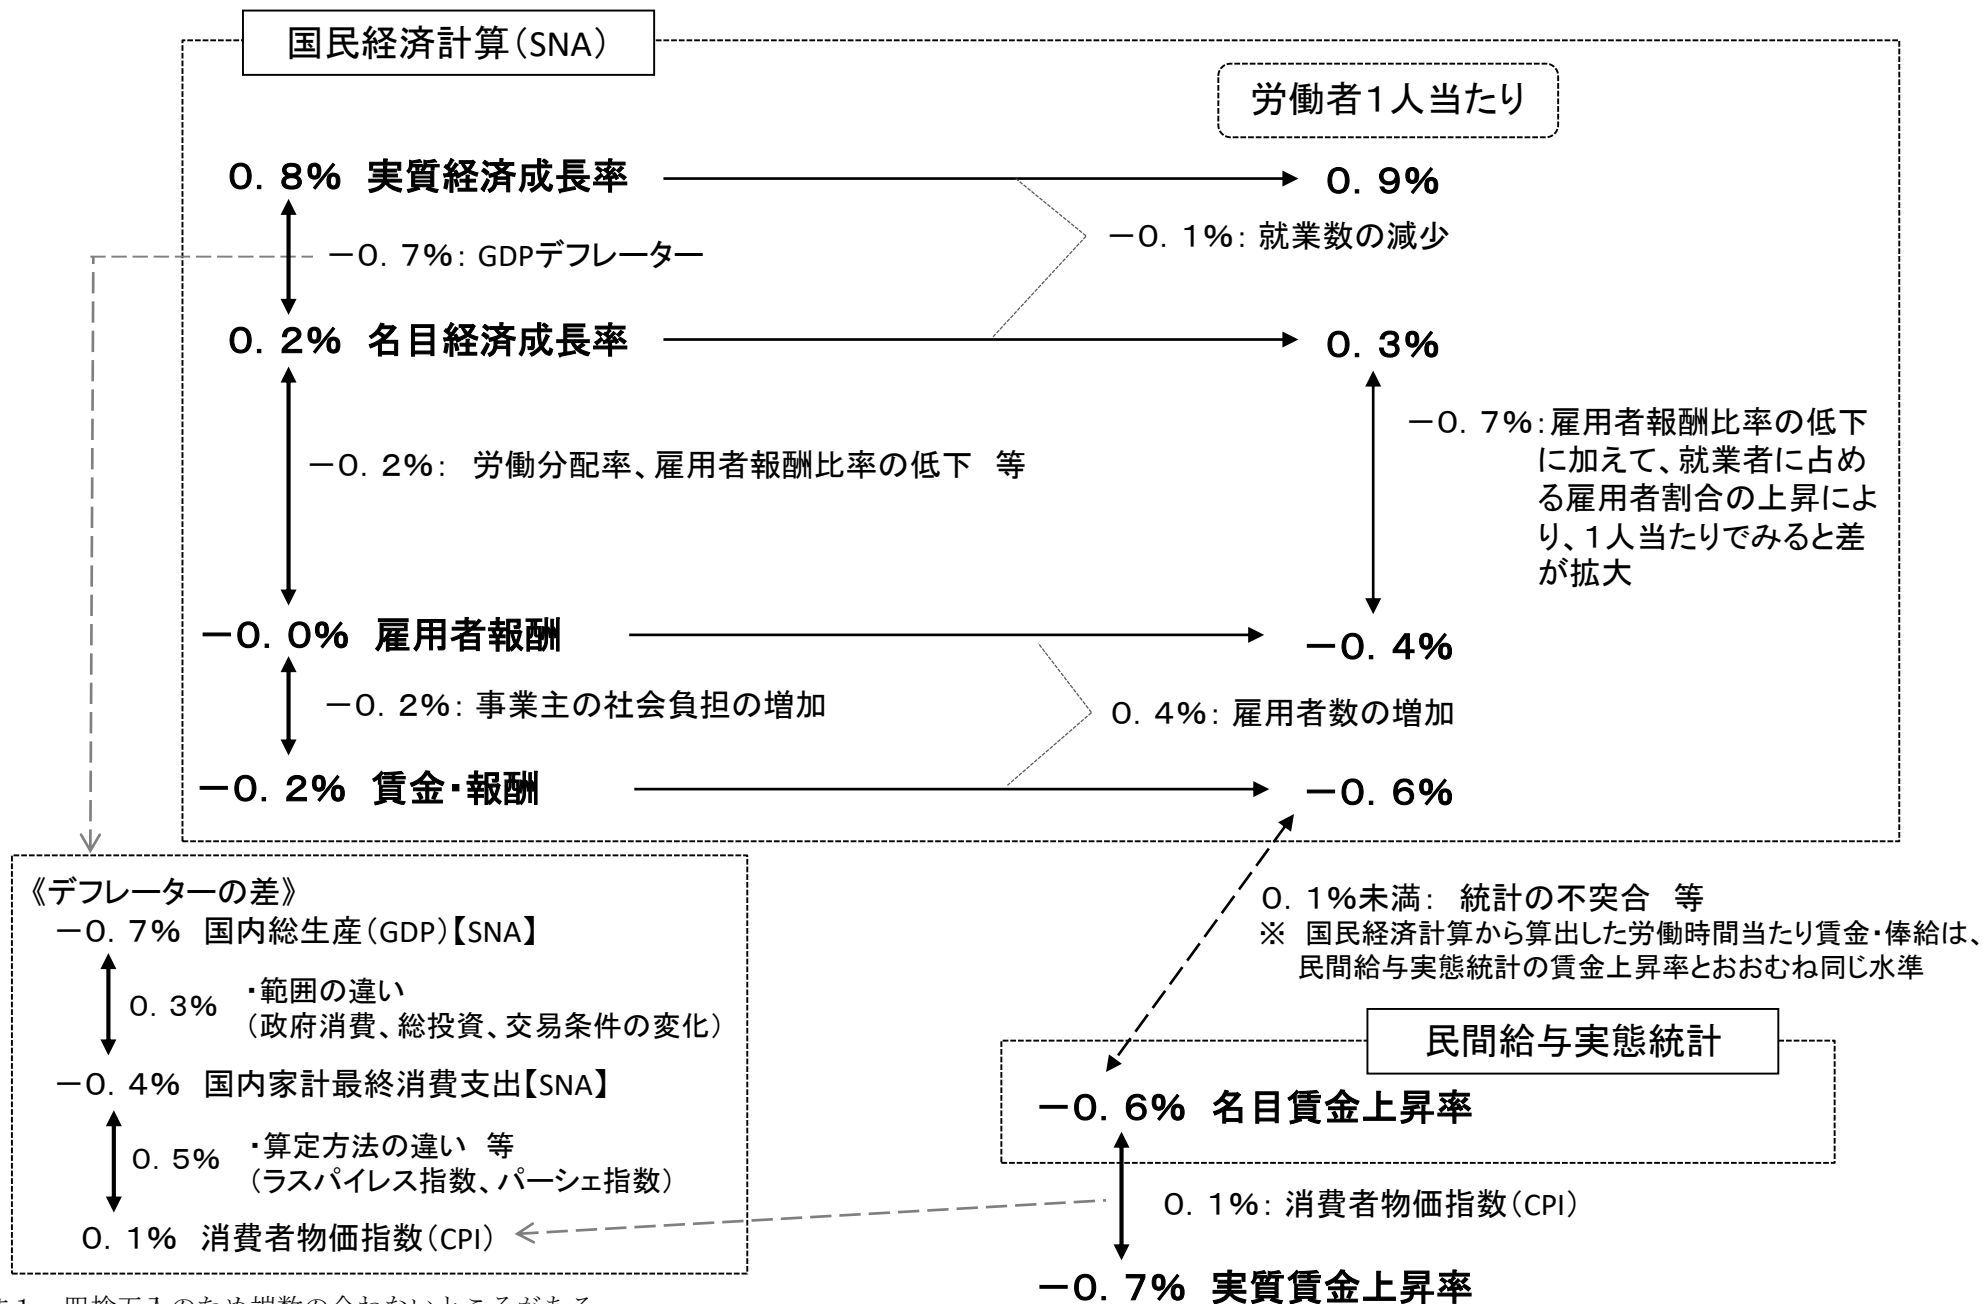 国民経済計算(SNA)
労働者1人当たり
0.8% 実質経済成長率
0.9%
-0.1%: 就業数の減少
-0.7%: GDPデフレーター
0.2% 名目経済成長率
0.3%
-0.7%:雇用者報酬比率の低下
に加えて、就業者に占め
る雇用者割合の上昇によ
り、1人当たりでみると差
が拡大
-0.2%: 労働分配率、雇用者報酬比率の低下 等
-0.0% 雇用者報酬
-0.4%
-0.2%: 事業主の社会負担の増加
0.4%: 雇用者数の増加
-0.2% 賃金・報酬
-0.6%
《デフレーターの差》
-0.7% 国内総生産(GDP)【SNA】
0.3%
・範囲の違い
(政府消費、総投資、交易条件の変化)
-0.4% 国内家計最終消費支出【SNA】
0.5%
・算定方法の違い 等
(ラスパイレス指数、パーシェ指数)
0.1% 消費者物価指数(CPI)
0.1%未満: 統計の不突合 等
※ 国民経済計算から算出した労働時間当たり賃金・俸給は、
民間給与実態統計の賃金上昇率とおおむね同じ水準
民間給与実態統計
-0.6% 名目賃金上昇率
0.1%: 消費者物価指数(CPI)
-0.7% 実質賃金上昇率